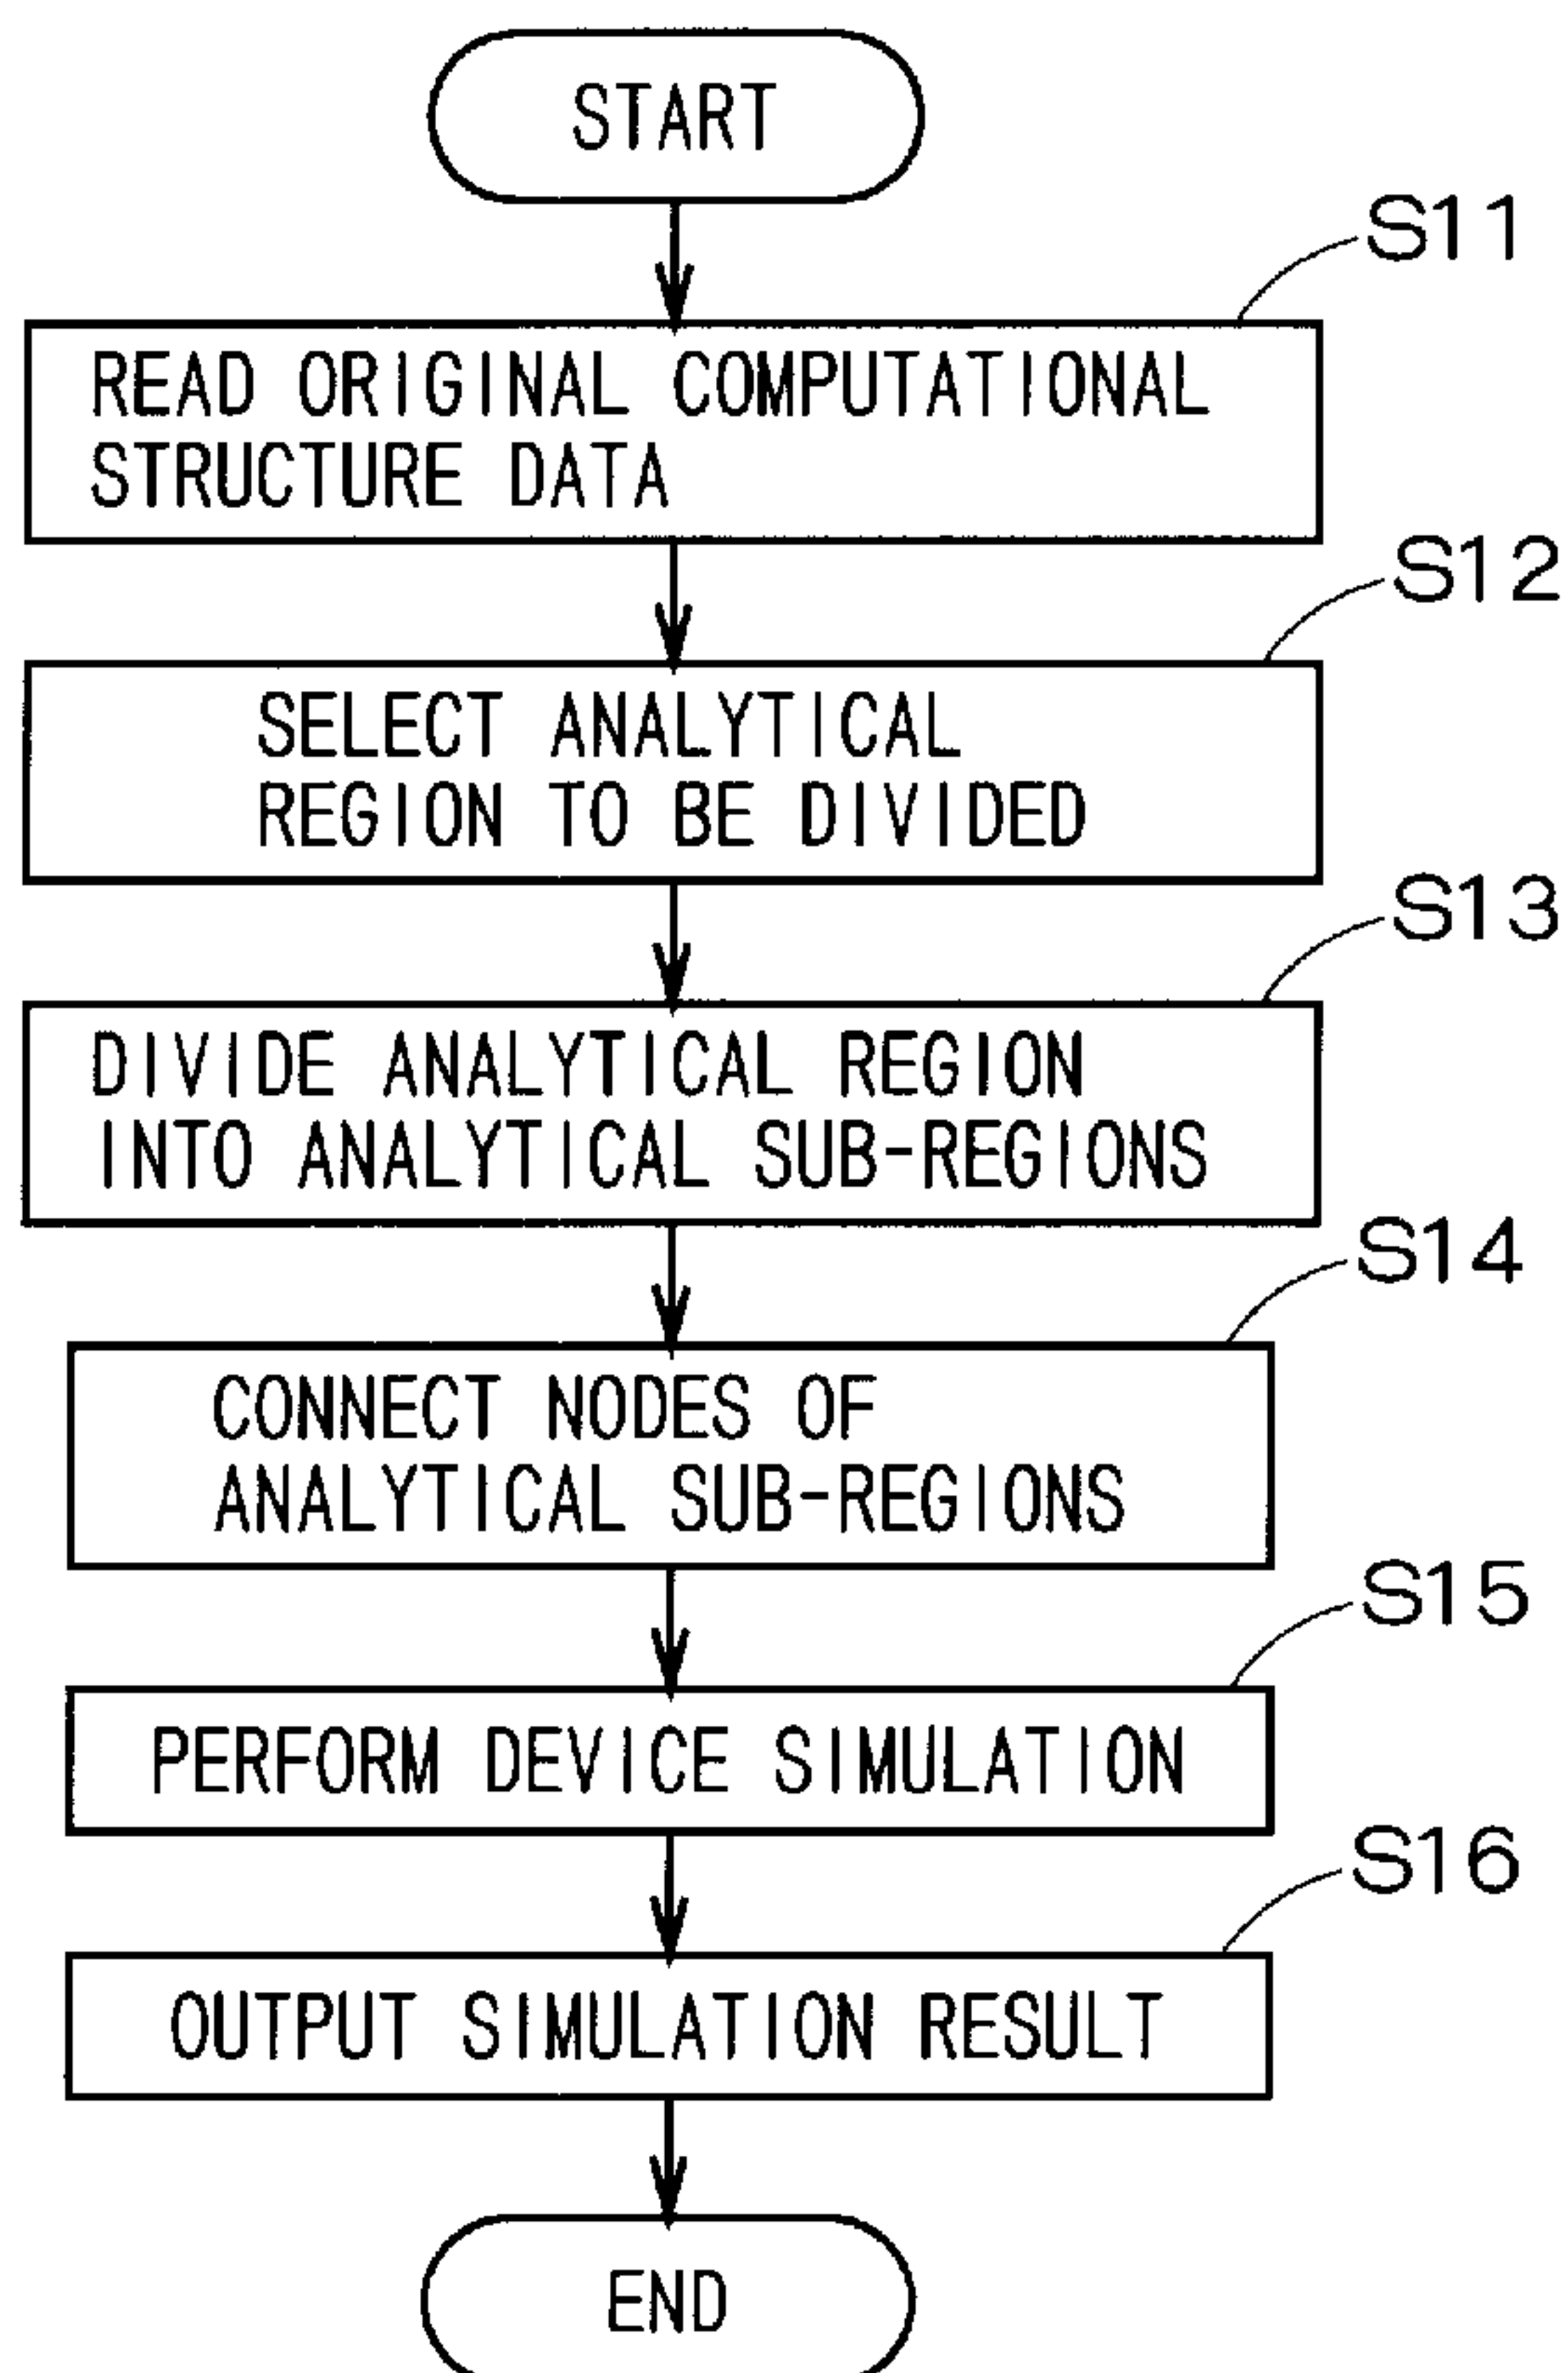 START
S11
READ ORIGINAL COMPUTATIONAL
STRUCTURE DATA
S12
SELECT ANALYTICAL
REGION TO BE DIVIDED
S13
DIVIDE ANALYTICAL REGION
INTO ANALYTICAL SUB-REGIONS
S14
CONNECT NODES OF
ANALYTICAL SUB-REGIONS
S15
PERFORM DEVICE SIMULATION
S16
OUTPUT SIMULATION RESULT
END